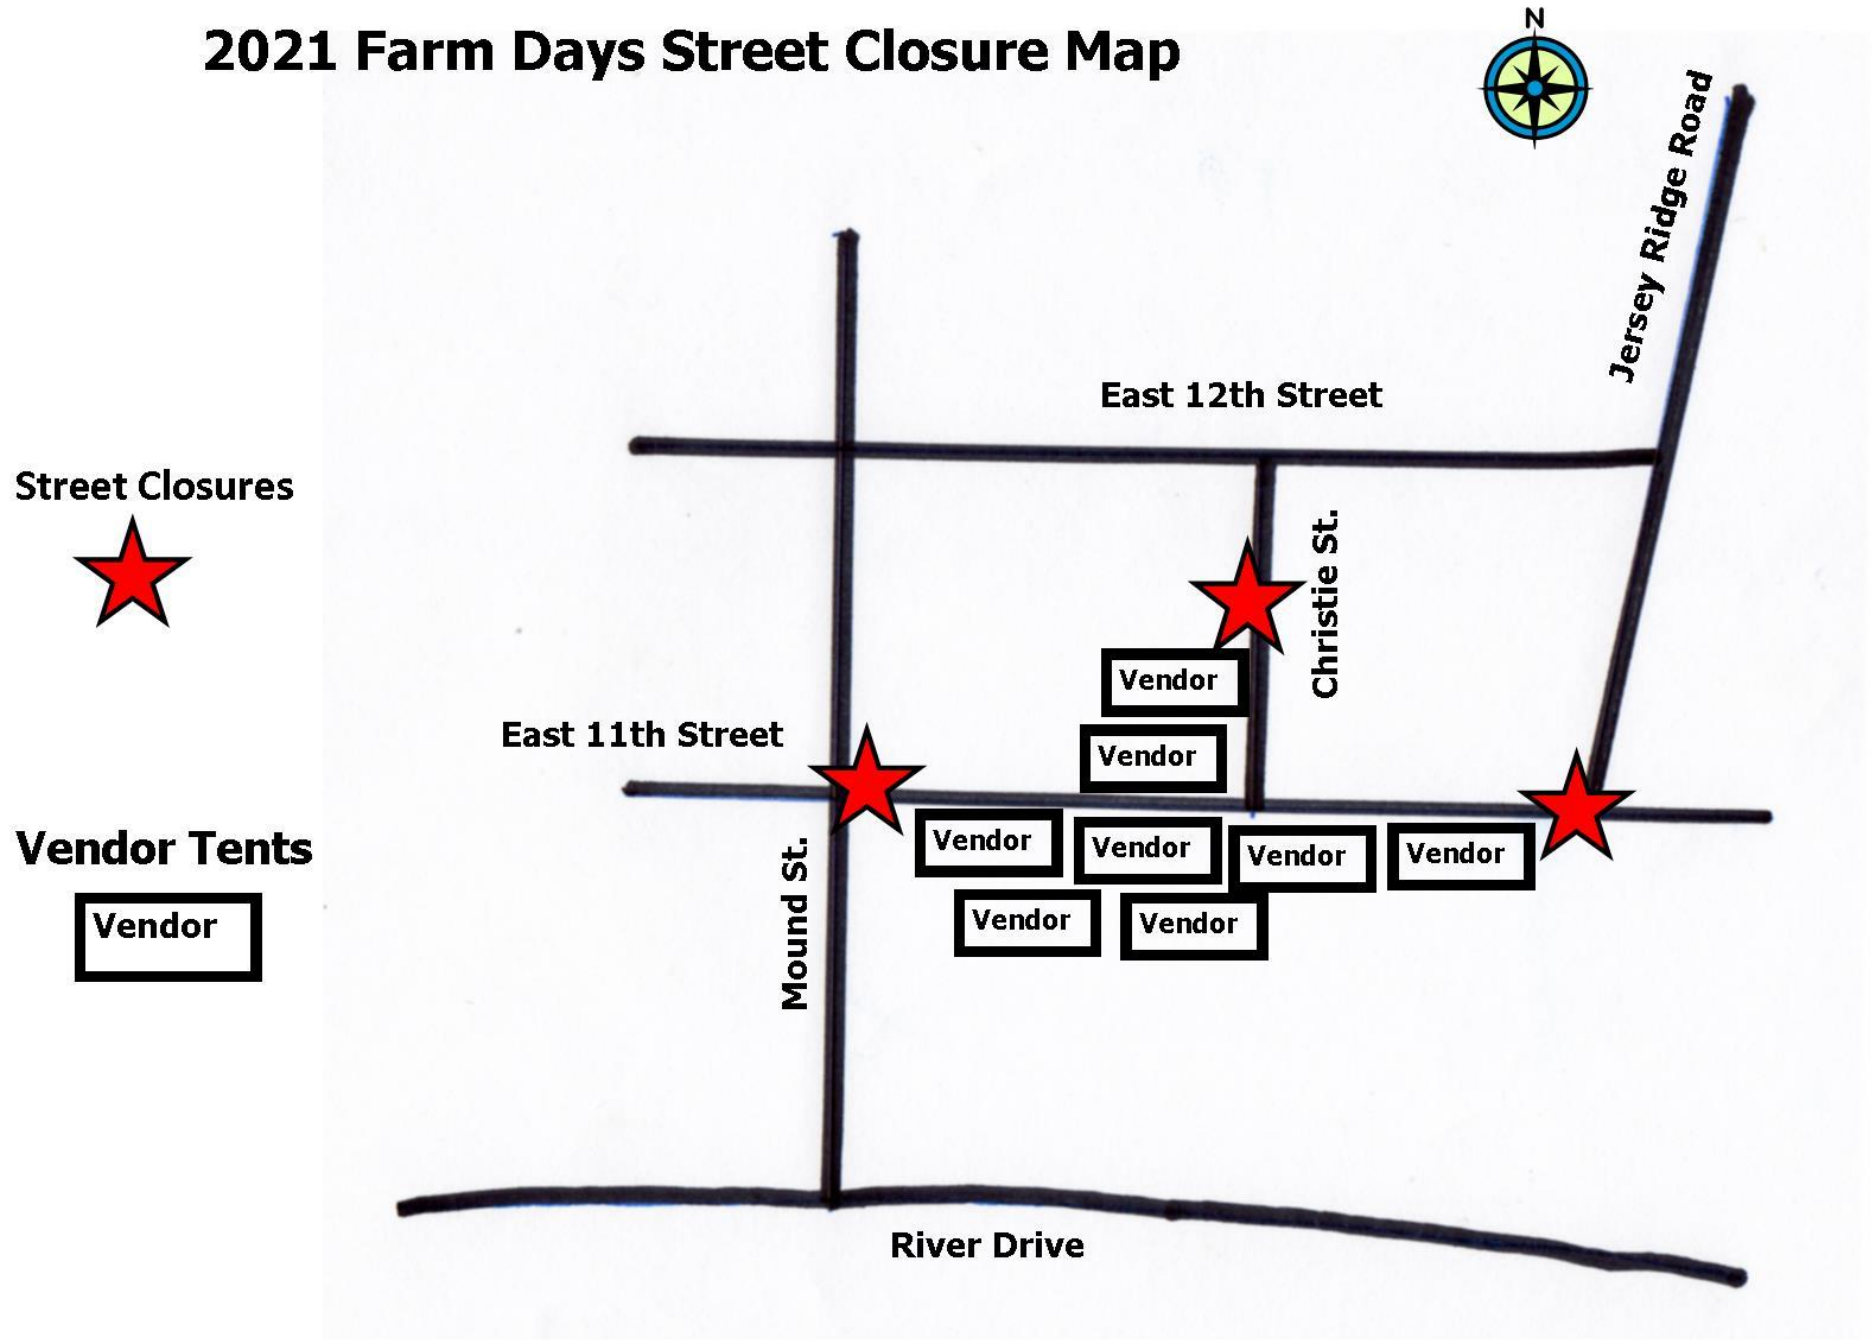 2021 Farm Days Street Closure Map
N
Jersey Ridge Road
East 12th Street
Street Closures
Christie St.
Vendor
East 11th Street
Vendor
Vendor Tents
Vendor
Vendor
Vendor
Vendor
Vendor
Vendor
Vendor
Mound St.
River Drive